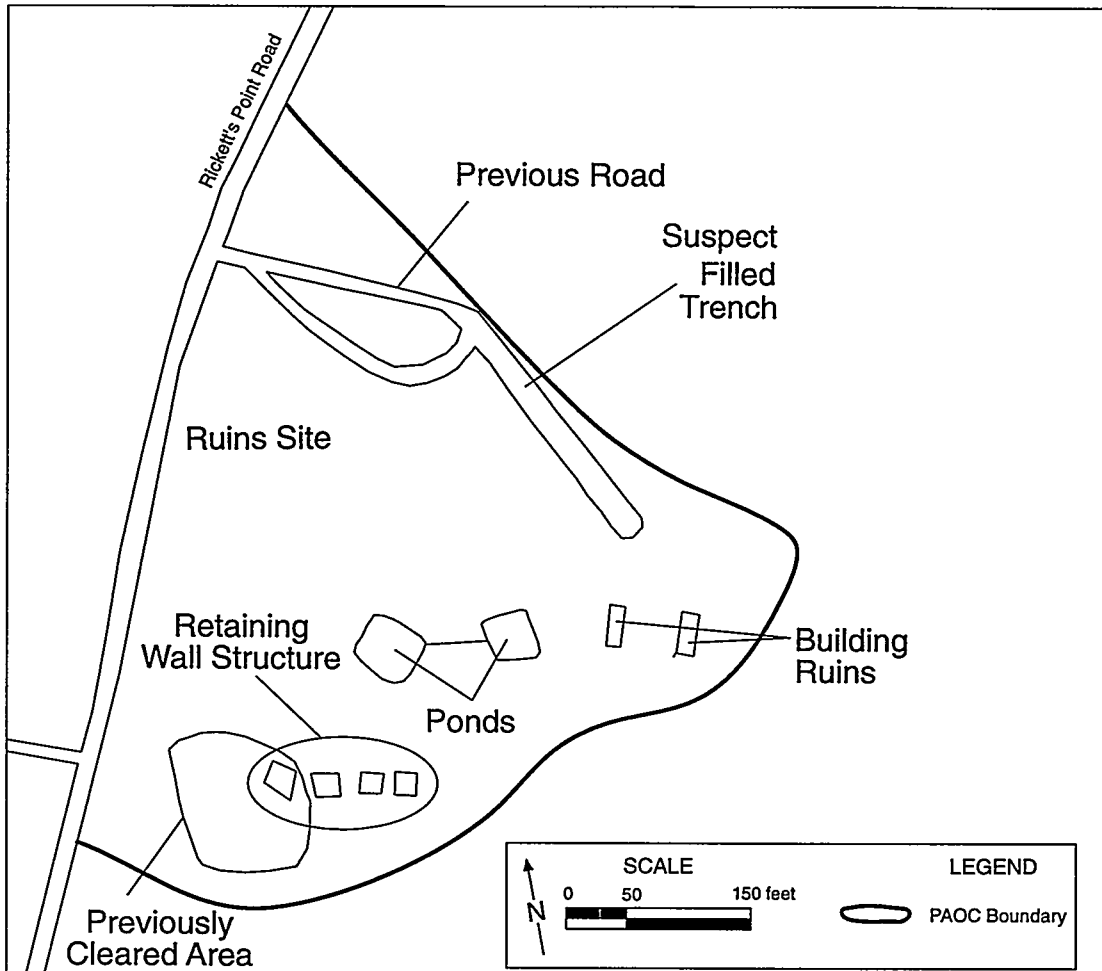 Rickett's Point Road
Previous Road
Suspect
Filled
Trench
Ruins Site
Retaining
Wall Structure
Ponds
Building
Ruins
Previously
Cleared Area
SCALE
0 50 150 feet
N
LEGEND
PAOC Boundary